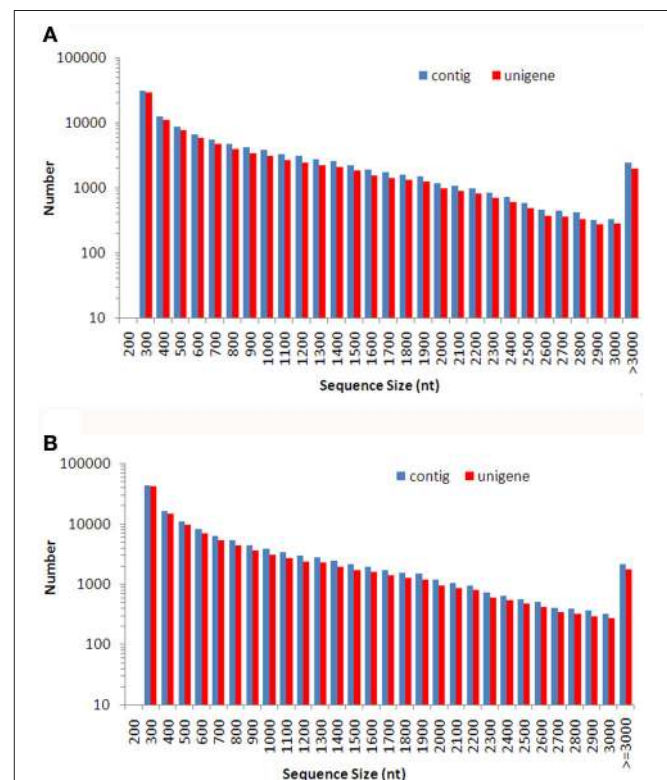 A
100000
10000
1000
100
10
Number
contig unigene
200 300 400 500 600 700 800 900 1000 1100 1200 1300 1400 1500 1600 1700 1800 1900 2000 2100 2200 2300 2400 2500 2600 2700 2800 2900 3000 >3000
Sequence Size (nt)
B
100000
10000
1000
100
10
Number
contig unigene
200 300 400 500 600 700 800 900 1000 1100 1200 1300 1400 1500 1600 1700 1800 1900 2000 2100 2200 2300 2400 2500 2600 2700 2800 2900 3000 >=3000
Sequence Size (nt)